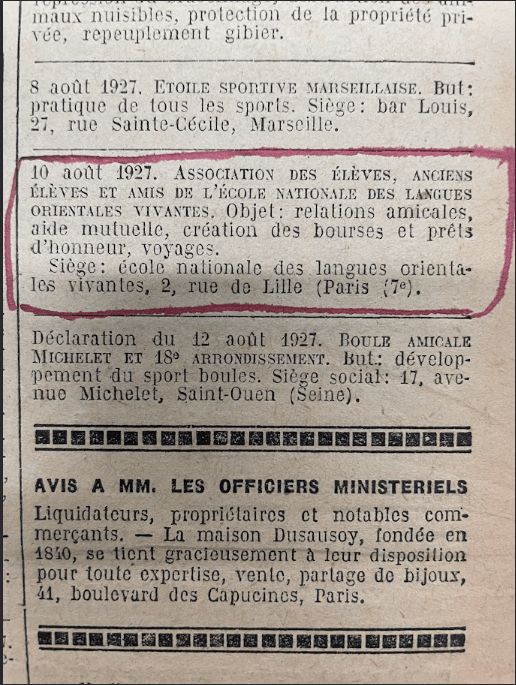 maux nuisibles, protection de la propriété pri-
vée, repeuplement gibier.
8 août 1927. ETOILE SPORTIVE MARSEILLAISE. But:
pratique de tous les sports. Siège: bar Louis,
27, rue Sainte-Cécile, Marseille.
10 août 1927. ASSOCIATION DES ÉLÈVES, ANCIENS
ÉLÈVES ET AMIS DE L'ÉCOLE NATIONALE DES LANGUES
ORIENTALES VIVANTES. Objet: relations amicales,
aide mutuelle, création des bourses et prêts
d'honneur, voyages.
Siège: école nationale des langues orienta-
les vivantes, 2, rue de Lille (Paris (7e).
Déclaration du 12 août 1927. BOULE AMICALE
MICHELET ET 18e ARRONDISSEMENT. But.: dévelop-
pement du sport boules. Siège social: 17, ave-
nue Michelet, Saint-Ouen (Seine).
AVIS A MM. LES OFFICIERS MINISTERIELS
Liquidateurs, propriétaires et notables com-
merçants. — La maison Dusausoy, fondée en
1840, se tient gracieusement à leur disposition
pour toute expertise, vente, partage de bijoux,
41, boulevard des Capucines, Paris.